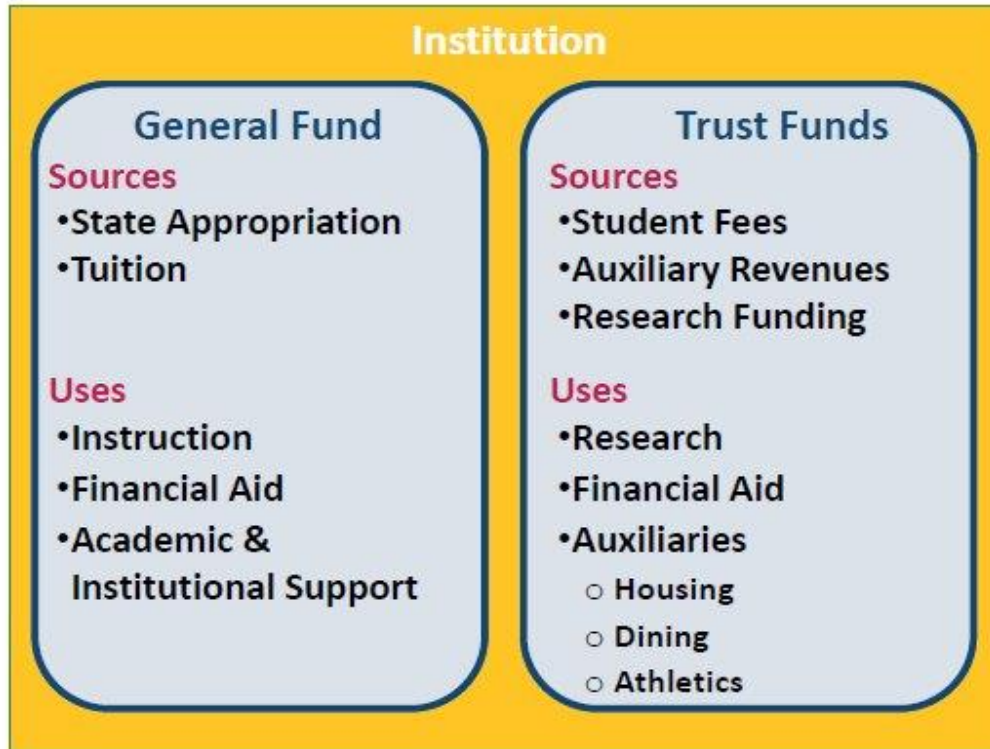 Institution
General Fund
Sources
•State Appropriation
•Tuition
Uses
•Instruction
•Financial Aid
•Academic &
Institutional Support
Trust Funds
Sources
•Student Fees
•Auxiliary Revenues
•Research Funding
Uses
•Research
•Financial Aid
•Auxiliaries
o Housing
o Dining
o Athletics